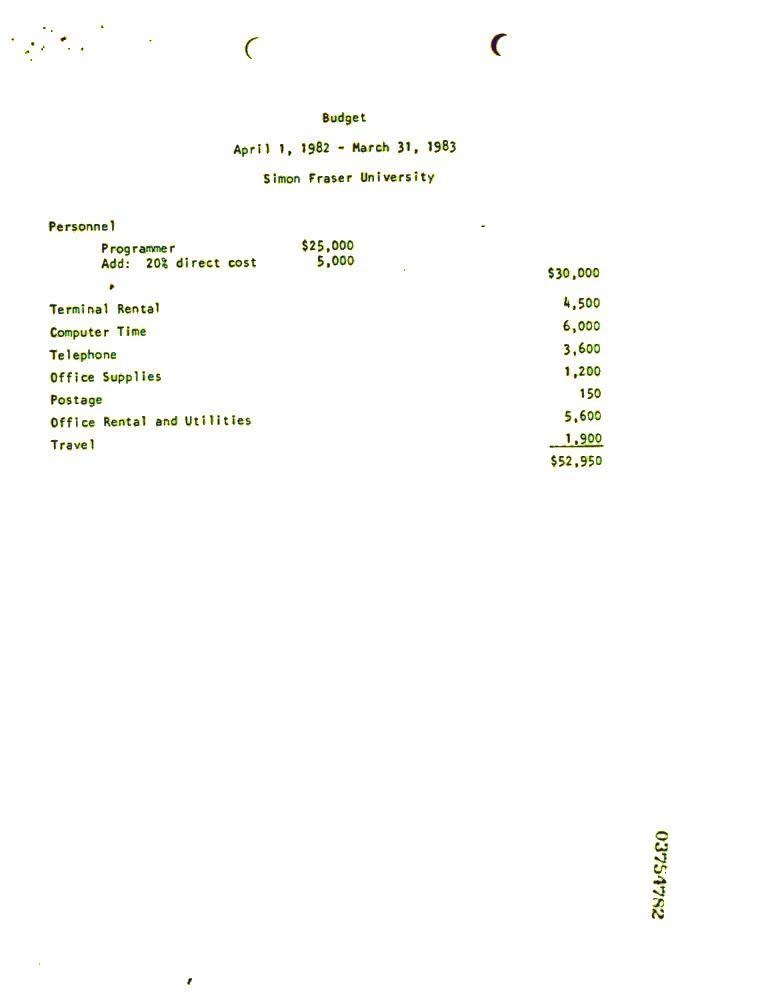 Budget
April 1, 1982 - March 31, 1983
Simon Fraser University
Personnel
Programmer $25,000
Add: 20% direct cost 5,000
$30,000
Terminal Rental 4,500
Computer Time 6,000
Telephone 3,600
Office Supplies 1,200
Postage 150
Office Rental and Utilities 5,600
Travel 1,900
$52,950
03754782